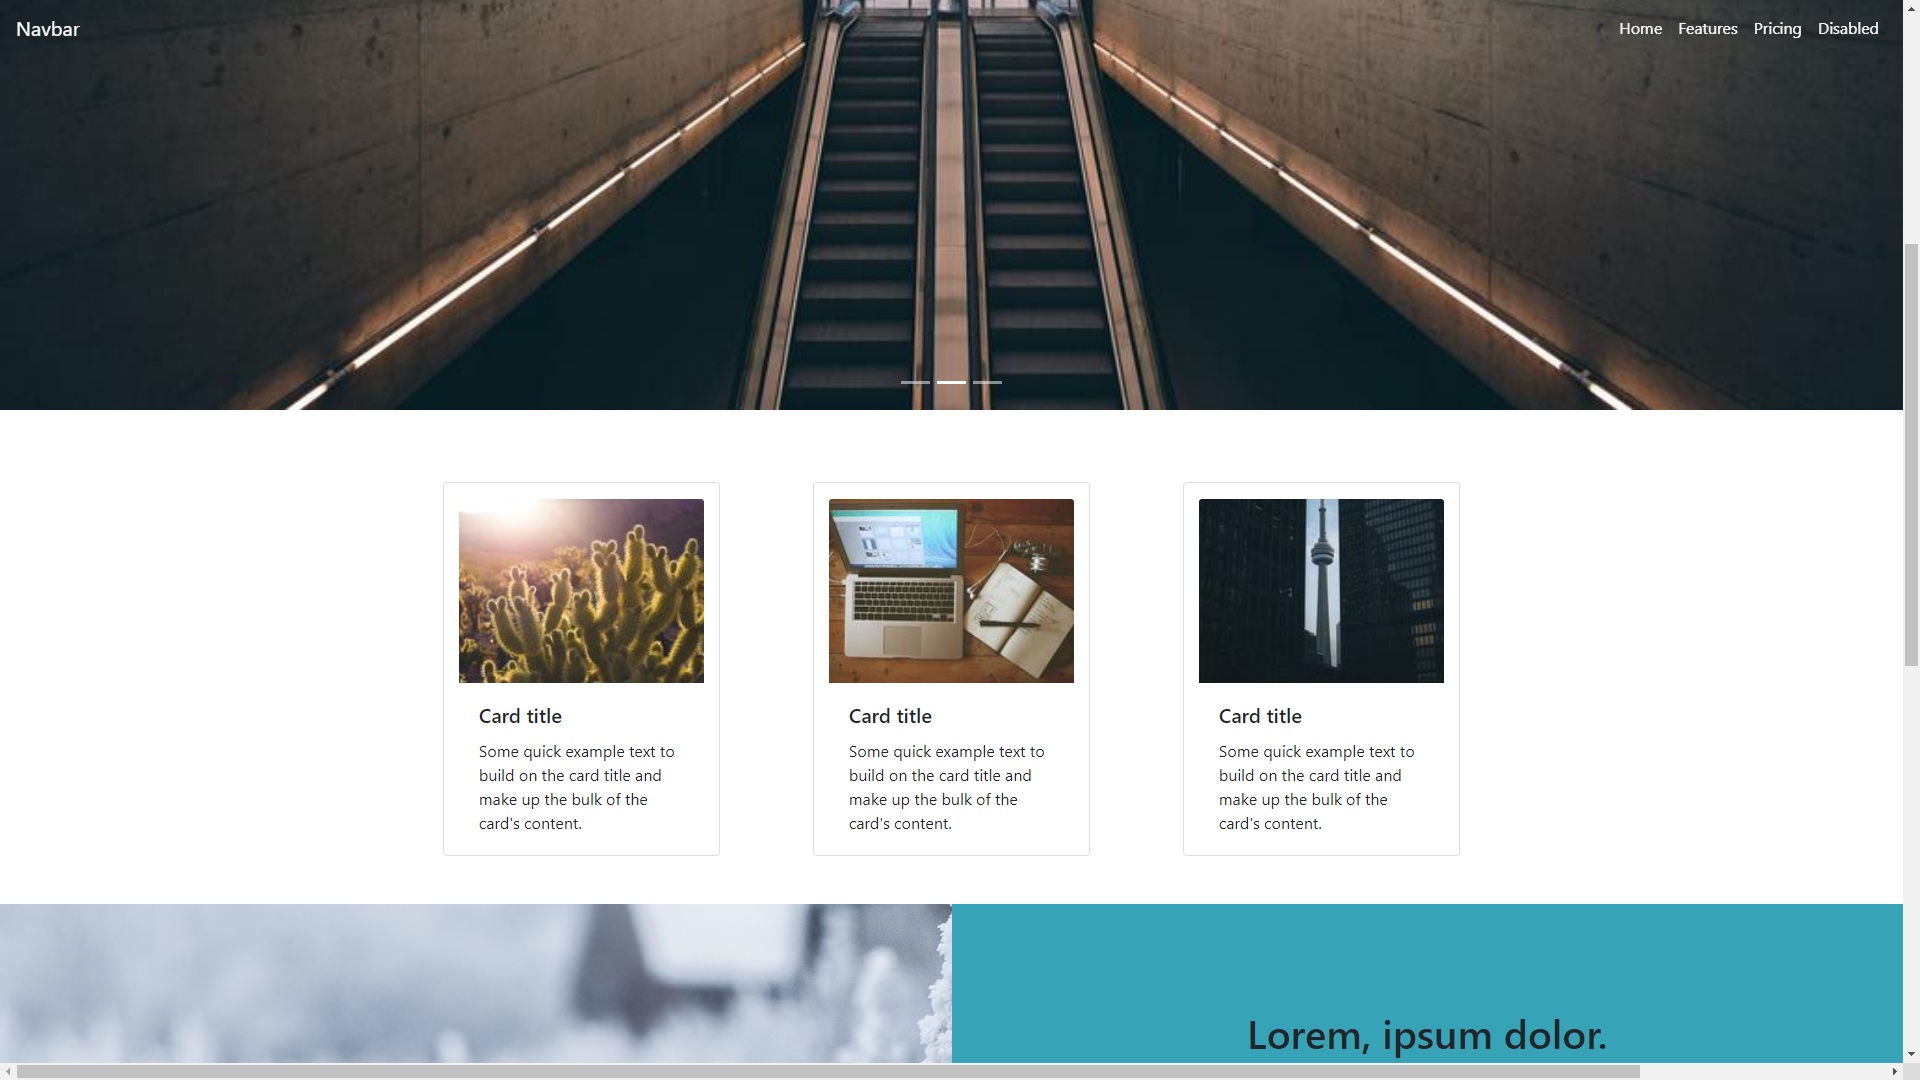 Navbar
Home Features Pricing Disabled
Card title
Some quick example text to
build on the card title and
make up the bulk of the
card's content.
Card title
Some quick example text to
build on the card title and
make up the bulk of the
card's content.
Card title
Some quick example text to
build on the card title and
make up the bulk of the
card's content.
Lorem, ipsum dolor.